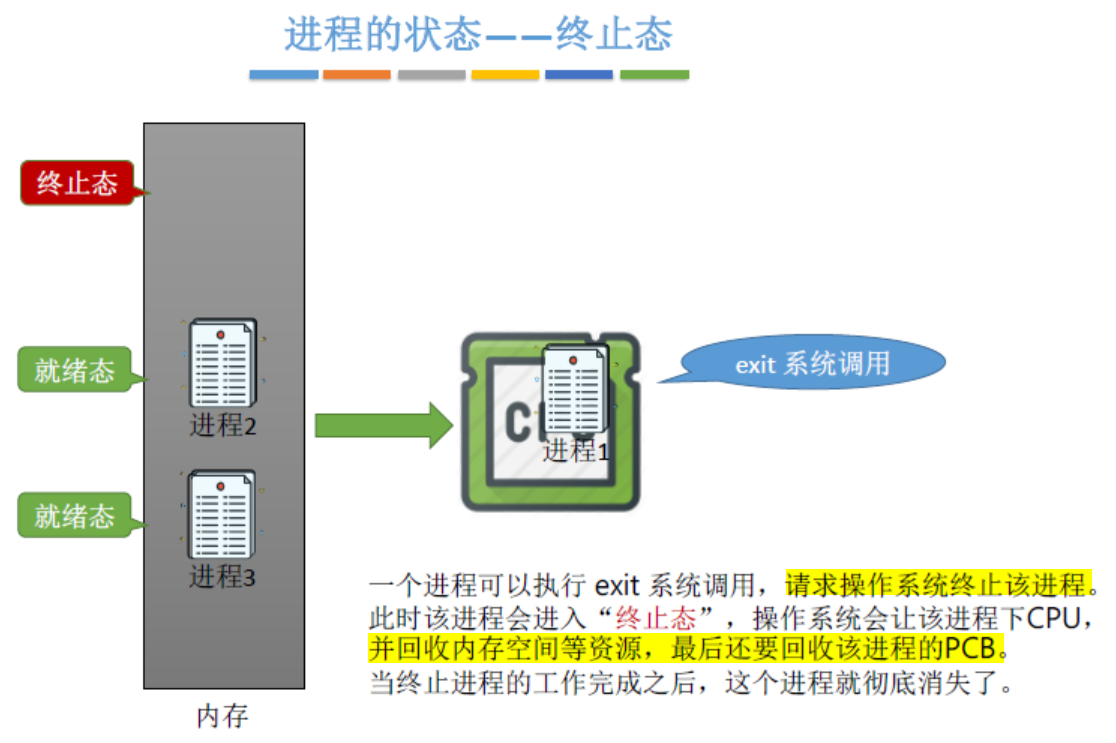 进程的状态——终止态
终止态
就绪态
进程2
就绪态
进程3
内存
进程1
exit 系统调用
一个进程可以执行 exit 系统调用，请求操作系统终止该进程。
此时该进程会进入“终止态”，操作系统会让该进程下CPU，
并回收内存空间等资源，最后还要回收该进程的PCB。
当终止进程的工作完成之后，这个进程就彻底消失了。